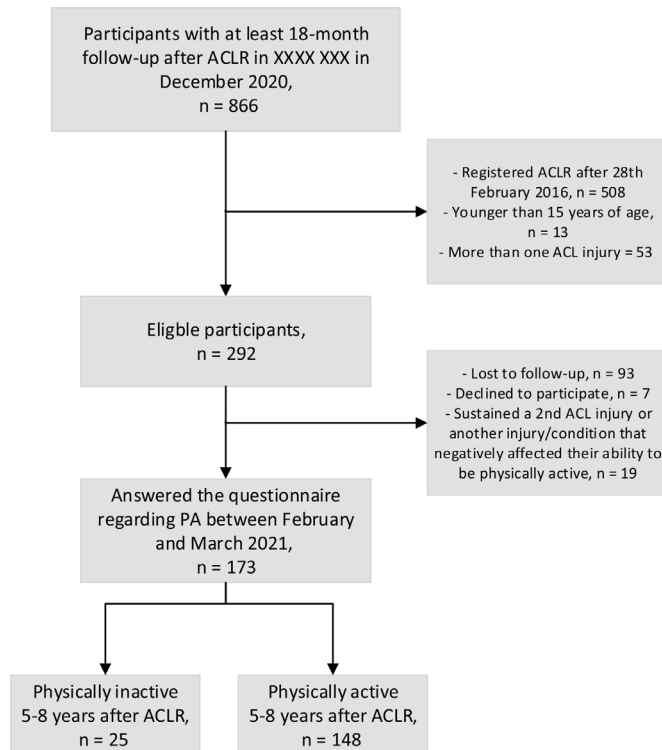 Participants with at least 18-month
follow-up after ACLR in XXXX XXX in
December 2020,
n = 866
- Registered ACLR after 28th
February 2016, n = 508
- Younger than 15 years of age,
n = 13
- More than one ACL injury = 53
Eligible participants,
n = 292
- Lost to follow-up, n = 93
- Declined to participate, n = 7
- Sustained a 2nd ACL injury or
another injury/condition that
negatively affected their ability to
be physically active, n = 19
Answered the questionnaire
regarding PA between February
and March 2021,
n = 173
Physically inactive
5-8 years after ACLR,
n = 25
Physically active
5-8 years after ACLR,
n = 148